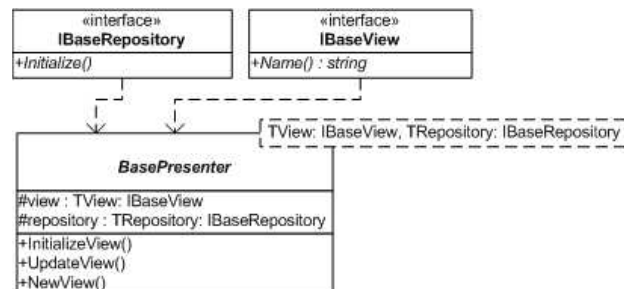 «interface»
IBaseRepository
+Initialize()
«interface»
IBaseView
+Name() : string
TView: IBaseView, TRepository: IBaseRepository
BasePresenter
#view : TView: IBaseView
#repository : TRepository: IBaseRepository
+InitializeView()
+UpdateView()
+NewView()